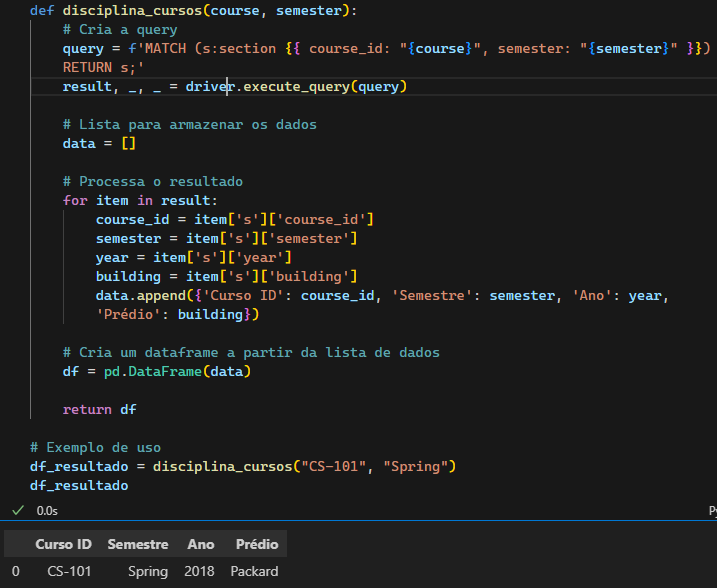 def disciplina_cursos(course, semester):
    # Cria a query
    query = f'MATCH (s:section {{ course_id: "{course}", semester: "{semester}" }})
    RETURN s;'
    result, _, _ = driver.execute_query(query)
    # Lista para armazenar os dados
    data = []
    # Processa o resultado
    for item in result:
        course_id = item['s']['course_id']
        semester = item['s']['semester']
        year = item['s']['year']
        building = item['s']['building']
        data.append({'Curso ID': course_id, 'Semestre': semester, 'Ano': year,
        'Prédio': building})
    # Cria um dataframe a partir da lista de dados
    df = pd.DataFrame(data)
    return df
# Exemplo de uso
df_resultado = disciplina_cursos("CS-101", "Spring")
df_resultado
0.0s
Curso ID Semestre Ano Prédio
0 CS-101 Spring 2018 Packard